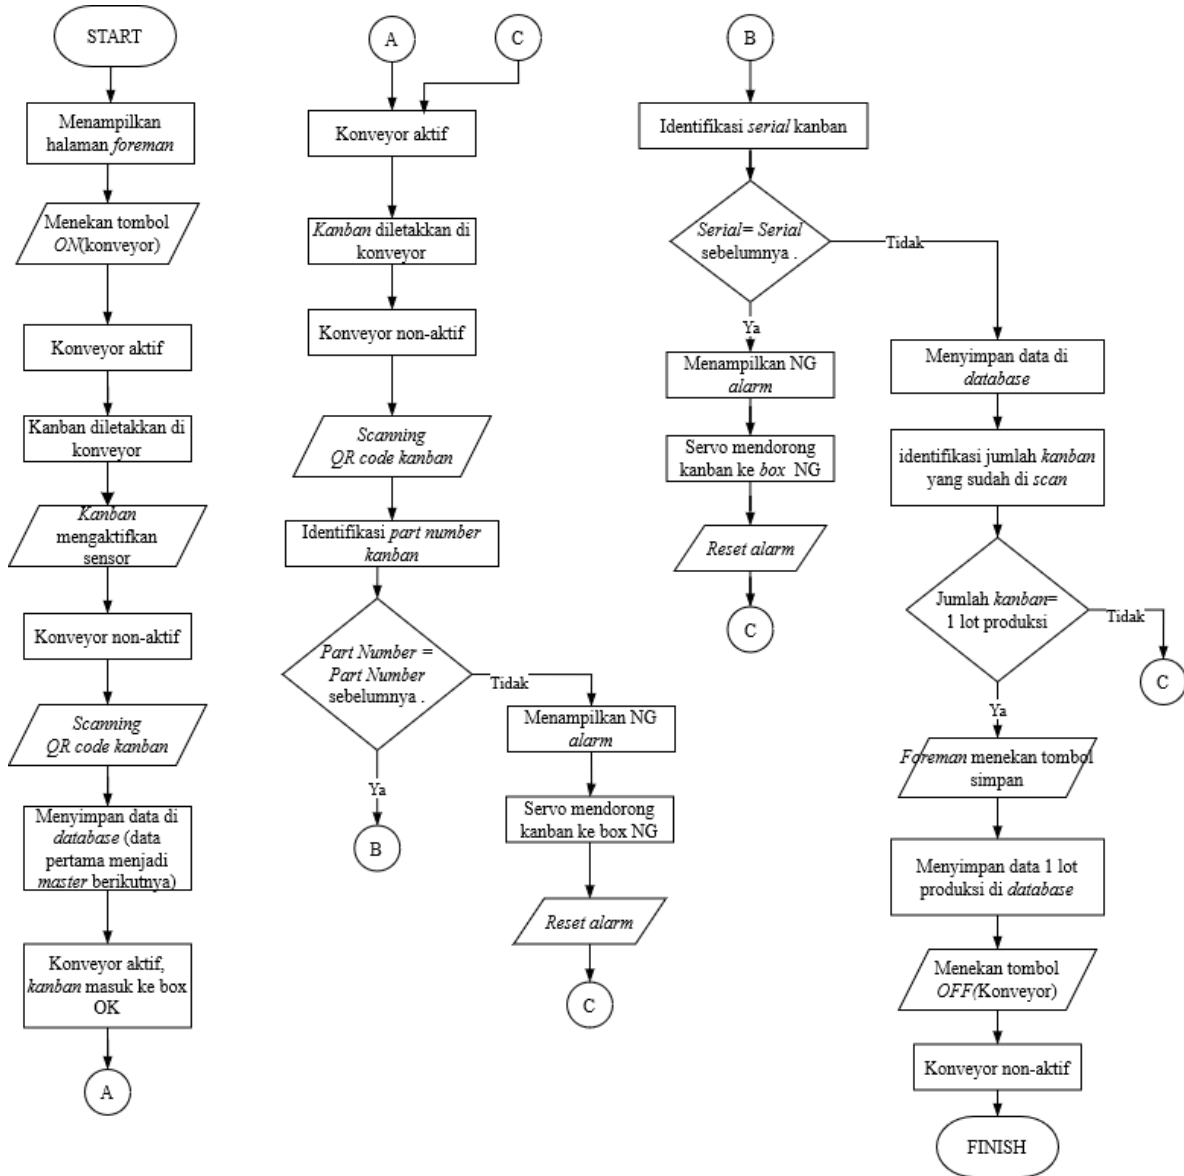 START
Menampilkan
halaman foreman
Menekan tombol
ON(konveyor)
Konveyor aktif
Kanban diletakkan di
konveyor
Kanban
mengaktifkan
sensor
Konveyor non-aktif
Scanning
QR code kanban
Menyimpan data di
database (data
pertama menjadi
master berikutnya)
Konveyor aktif,
kanban masuk ke box
OK
A
A
C
Konveyor aktif
Kanban diletakkan di
konveyor
Konveyor non-aktif
Scanning
QR code kanban
Identifikasi part number
kanban
Part Number =
Part Number
sebelumnya .
Tidak
Ya
B
Menampilkan NG
alarm
Servo mendorong
kanban ke box NG
Reset alarm
C
B
Identifikasi serial kanban
Serial= Serial
sebelumnya .
Tidak
Ya
Menampilkan NG
alarm
Servo mendorong
kanban ke box NG
Reset alarm
C
Menyimpan data di
database
identifikasi jumlah kanban
yang sudah di scan
Jumlah kanban=
1 lot produksi
Tidak
C
Ya
Foreman menekan tombol
simpan
Menyimpan data 1 lot
produksi di database
Menekan tombol
OFF(Konveyor)
Konveyor non-aktif
FINISH